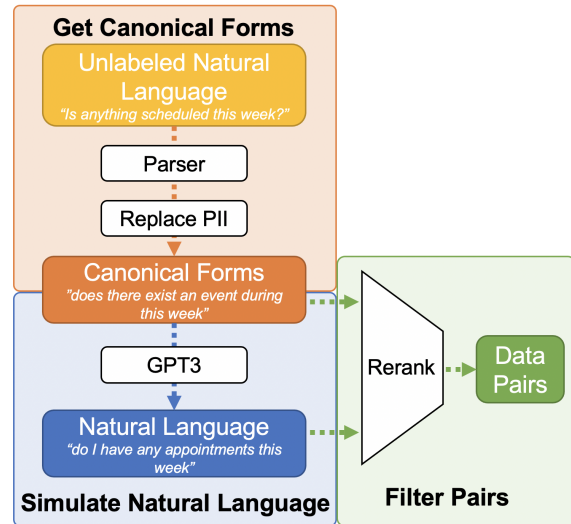 Get Canonical Forms
Unlabeled Natural
Language
"Is anything scheduled this week?"
Parser
Replace PII
Canonical Forms
"does there exist an event during
this week"
GPT3
Natural Language
"do I have any appointments this
week"
Simulate Natural Language
Rerank
Data
Pairs
Filter Pairs